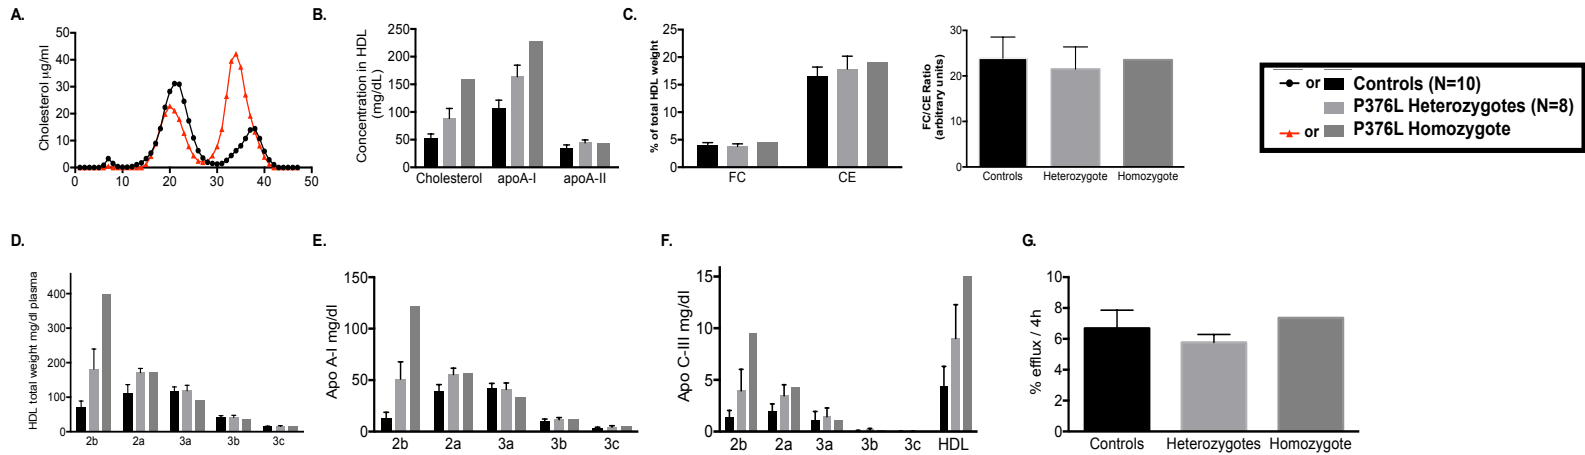 A.
Cholesterol µg/ml
50
40
30
20
10
0
0 10 20 30 40 50
B.
Concentration in HDL
(mg/dL)
250
200
150
100
50
0
Cholesterol apoA-I apoA-II
C.
% of total HDL weight
25
20
15
10
5
0
FC CE
FC/CE Ratio
(arbitrary units)
30
20
10
0
Controls Heterozygote Homozygote
or Controls (N=10)
P376L Heterozygotes (N=8)
or P376L Homozygote
D.
HDL total weight mg/dl plasma
400
300
200
100
0
2b 2a 3a 3b 3c
E.
Apo A-I mg/dl
150
100
50
0
2b 2a 3a 3b 3c
F.
Apo C-III mg/dl
15
10
5
0
2b 2a 3a 3b 3c HDL
G.
% efflux / 4h
10
8
6
4
2
0
Controls Heterozygotes Homozygote